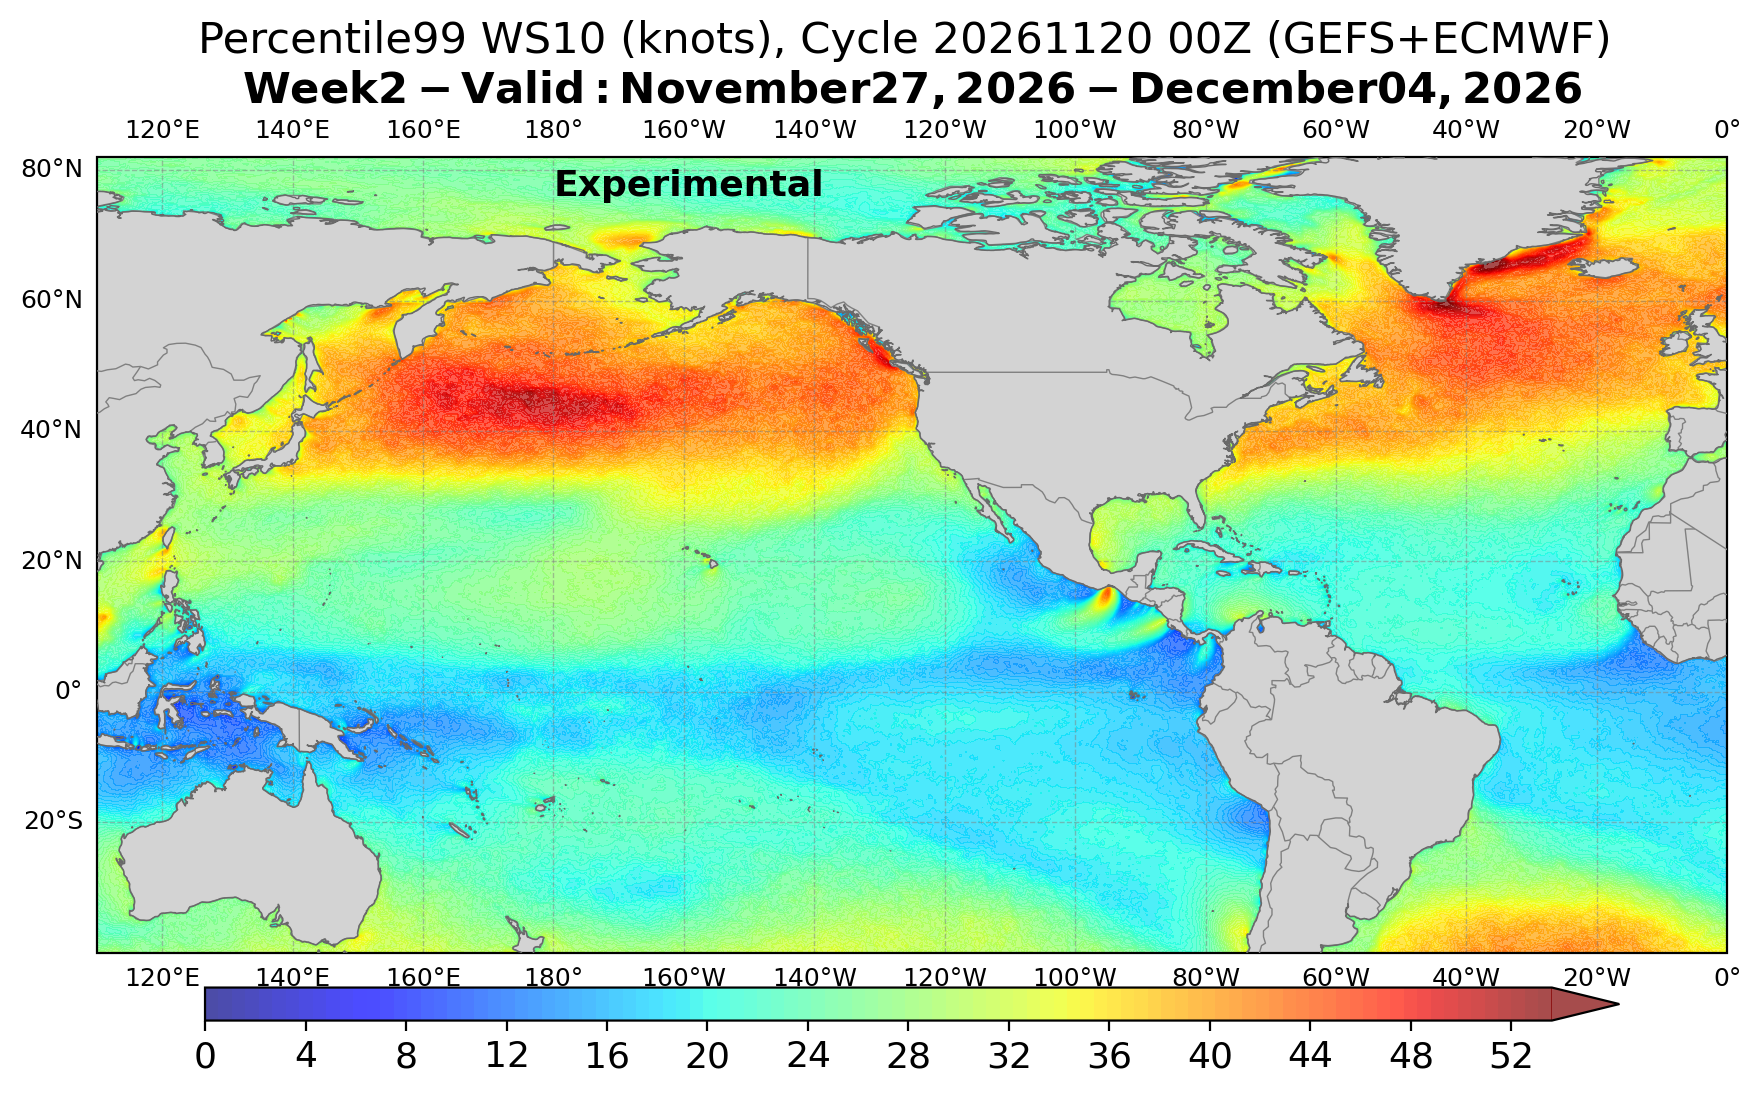 Percentile99 WS10 (knots), Cycle 20261120 00Z (GEFS+ECMWF)
Week2 − Valid : November27, 2026 − December04, 2026
120°E 140°E 160°E 180° 160°W 140°W 120°W 100°W 80°W 60°W 40°W 20°W 0°
80°N
Experimental
60°N
40°N
20°N
0°
20°S
120°E 140°E 160°E 180° 160°W 140°W 120°W 100°W 80°W 60°W 40°W 20°W 0°
0 4 8 12 16 20 24 28 32 36 40 44 48 52